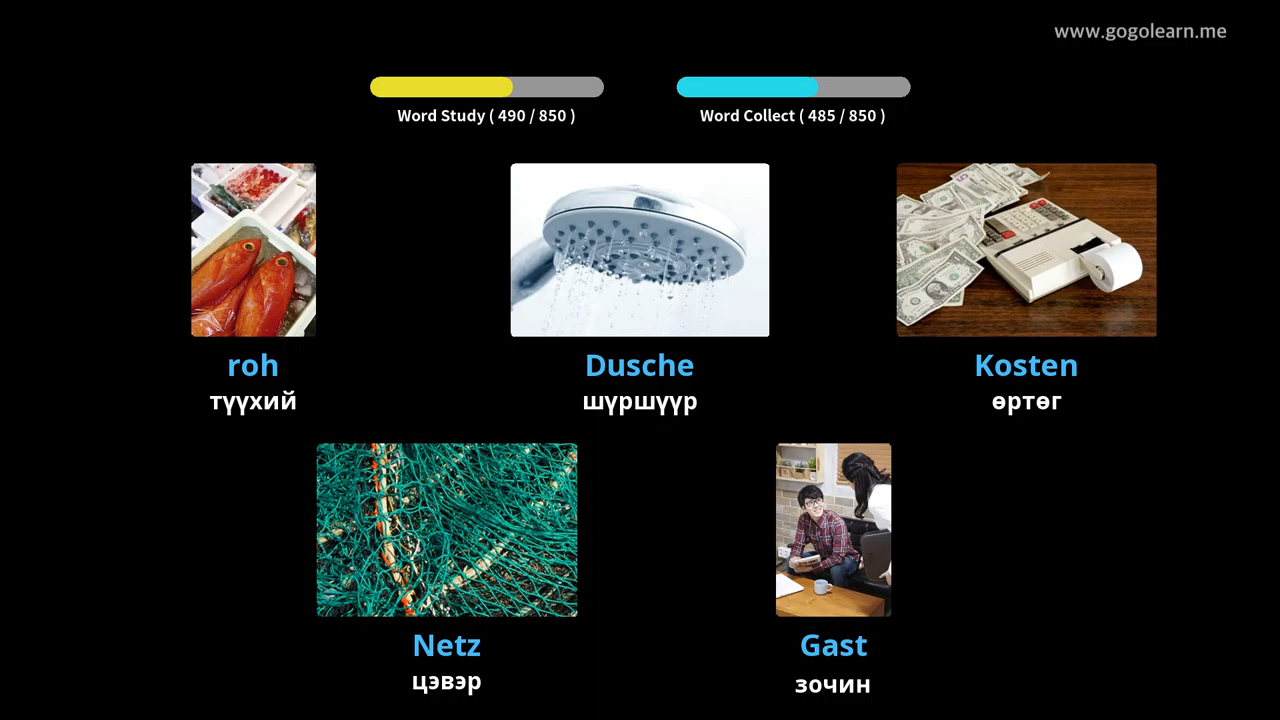 www.gogolearn.me
Word Study ( 490 / 850 )
Word Collect ( 485 / 850 )
roh
түүхий
Dusche
шүршүүр
Kosten
өртөг
Netz
цэвэр
Gast
зочин